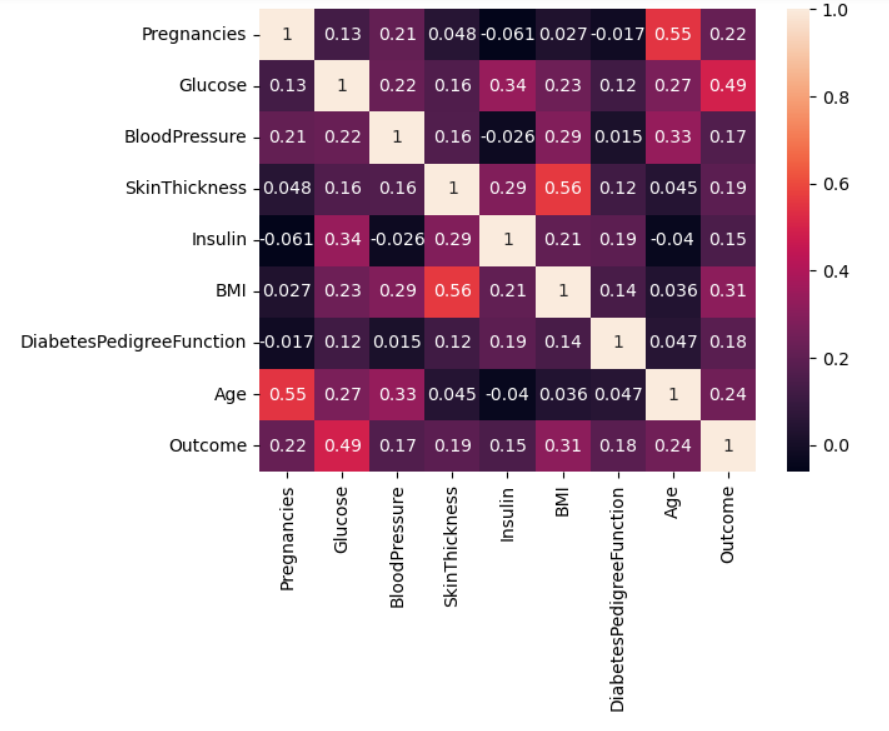 Pregnancies 1 0.13 0.21 0.048 -0.061 0.027 -0.017 0.55 0.22
Glucose 0.13 1 0.22 0.16 0.34 0.23 0.12 0.27 0.49
BloodPressure 0.21 0.22 1 0.16 -0.026 0.29 0.015 0.33 0.17
SkinThickness 0.048 0.16 0.16 1 0.29 0.56 0.12 0.045 0.19
Insulin -0.061 0.34 -0.026 0.29 1 0.21 0.19 -0.04 0.15
BMI 0.027 0.23 0.29 0.56 0.21 1 0.14 0.036 0.31
DiabetesPedigreeFunction -0.017 0.12 0.015 0.12 0.19 0.14 1 0.047 0.18
Age 0.55 0.27 0.33 0.045 -0.04 0.036 0.047 1 0.24
Outcome 0.22 0.49 0.17 0.19 0.15 0.31 0.18 0.24 1
Pregnancies
Glucose
BloodPressure
SkinThickness
Insulin
BMI
DiabetesPedigreeFunction
Age
Outcome
1.0
0.8
0.6
0.4
0.2
0.0